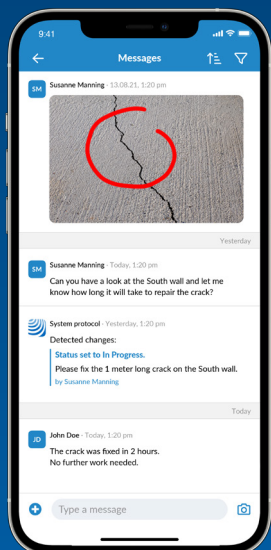 9:41
Messages
SM
Susanne Manning - 13.08.21, 1:20 pm
Yesterday
SM
Susanne Manning - Today, 1:20 pm
Can you have a look at the South wall and let me
know how long it will take to repair the crack?
System protocol - Yesterday, 1:20 pm
Detected changes:
Status set to In Progress.
Please fix the 1 meter long crack on the South wall.
by Susanne Manning
Today
JD
John Doe - Today, 1:20 pm
The crack was fixed in 2 hours.
No further work needed.
Type a message